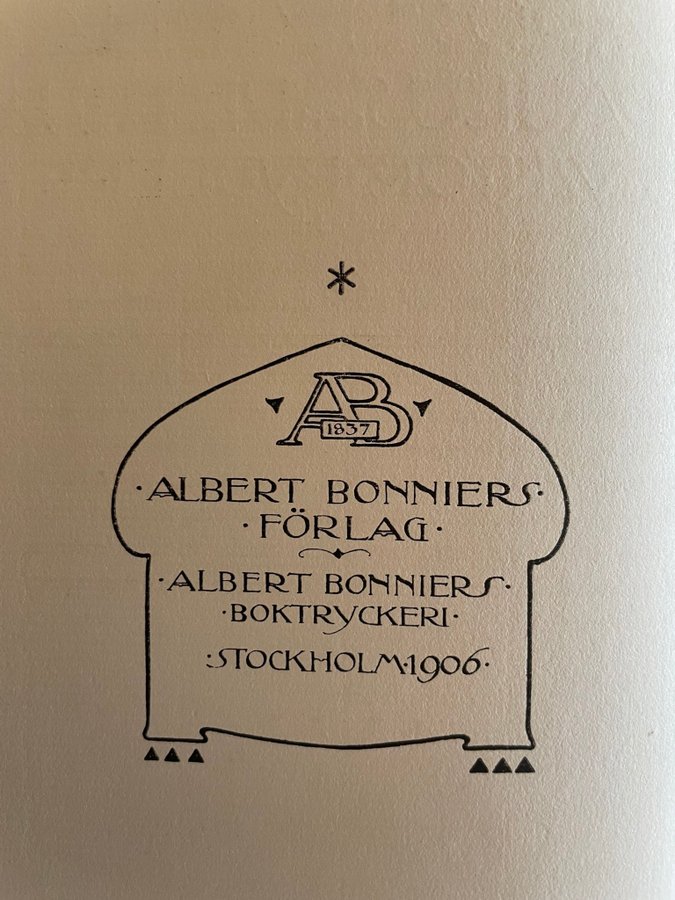 AB
1837
·ALBERT BONNIERS·
·FÖRLAG·
·ALBERT BONNIERS·
·BOKTRYCKERI·
:STOCKHOLM·1906·